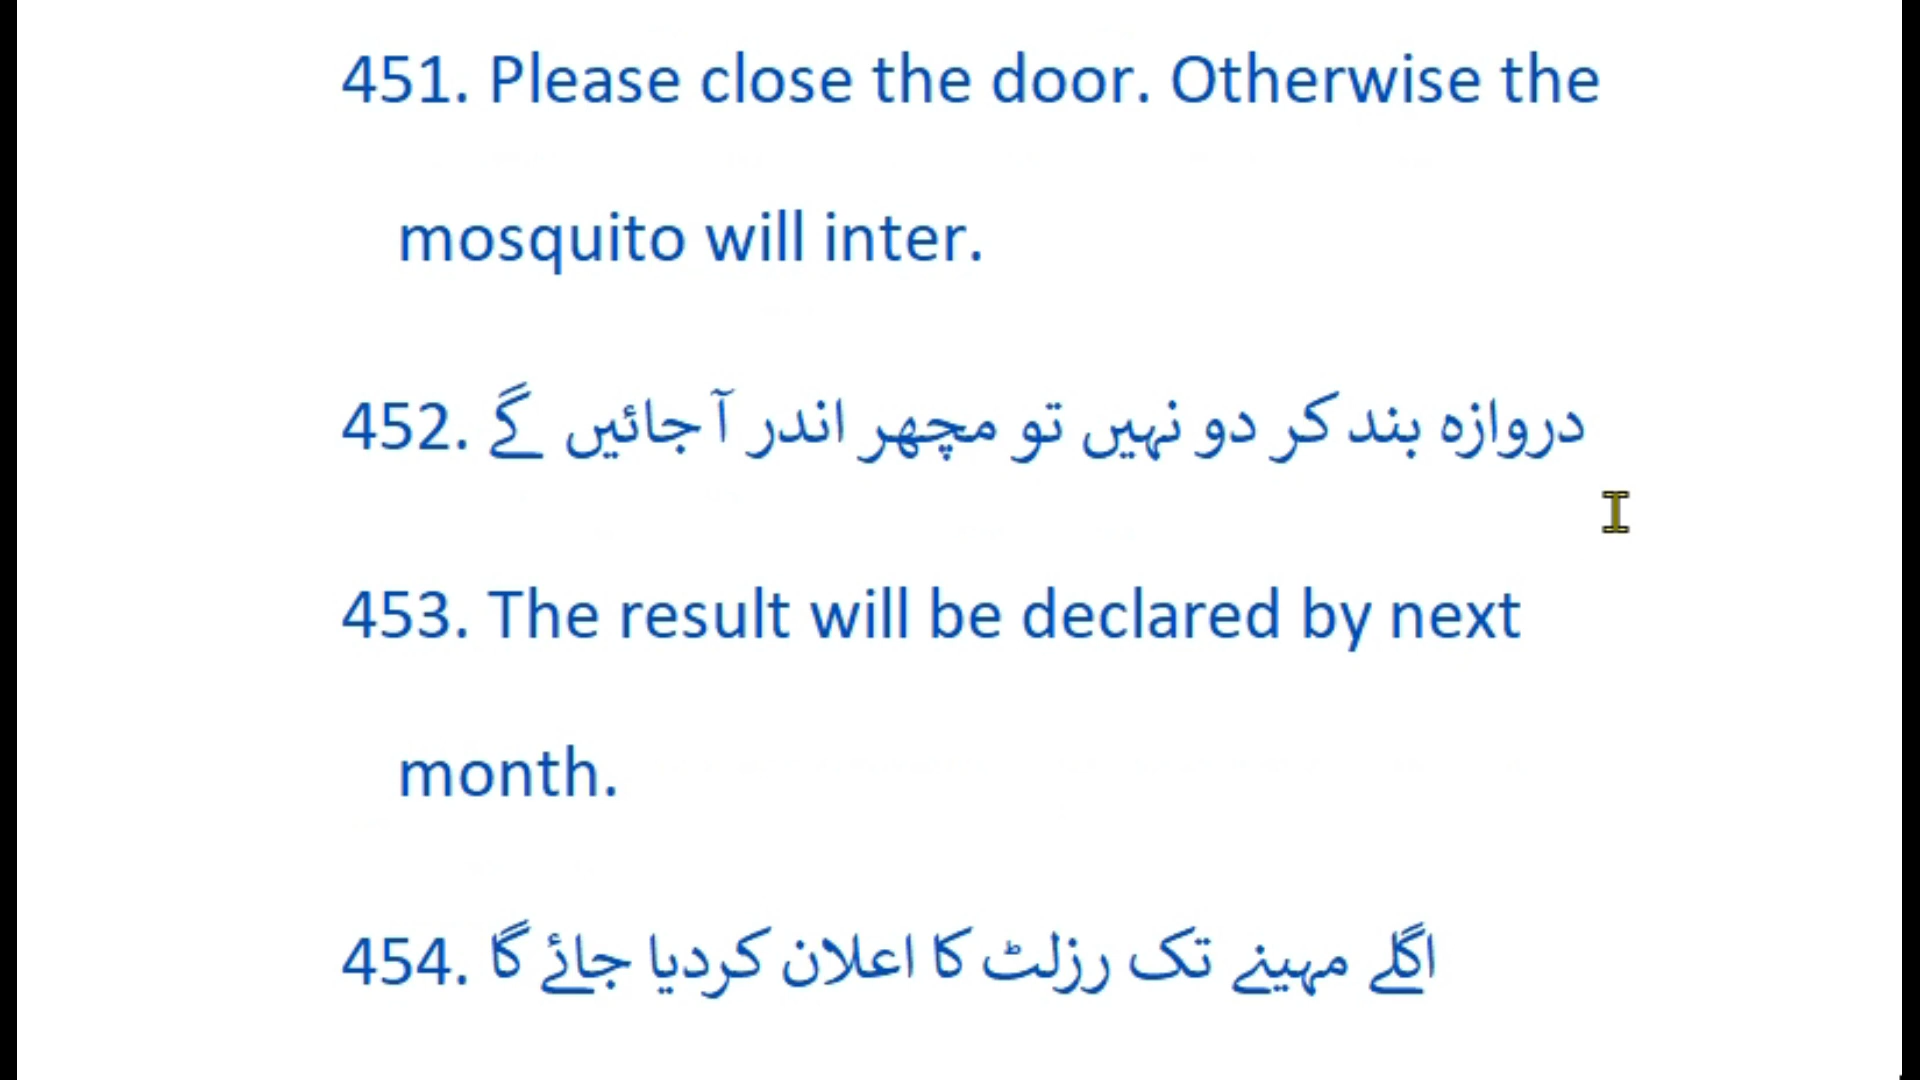 451. Please close the door. Otherwise the
mosquito will inter.
452. دروازہ بند کر دو نہیں تو مچھر اندر آ جائیں گے
453. The result will be declared by next
month.
454. اگلے مہینے تک رزلٹ کا اعلان کردیا جائے گا